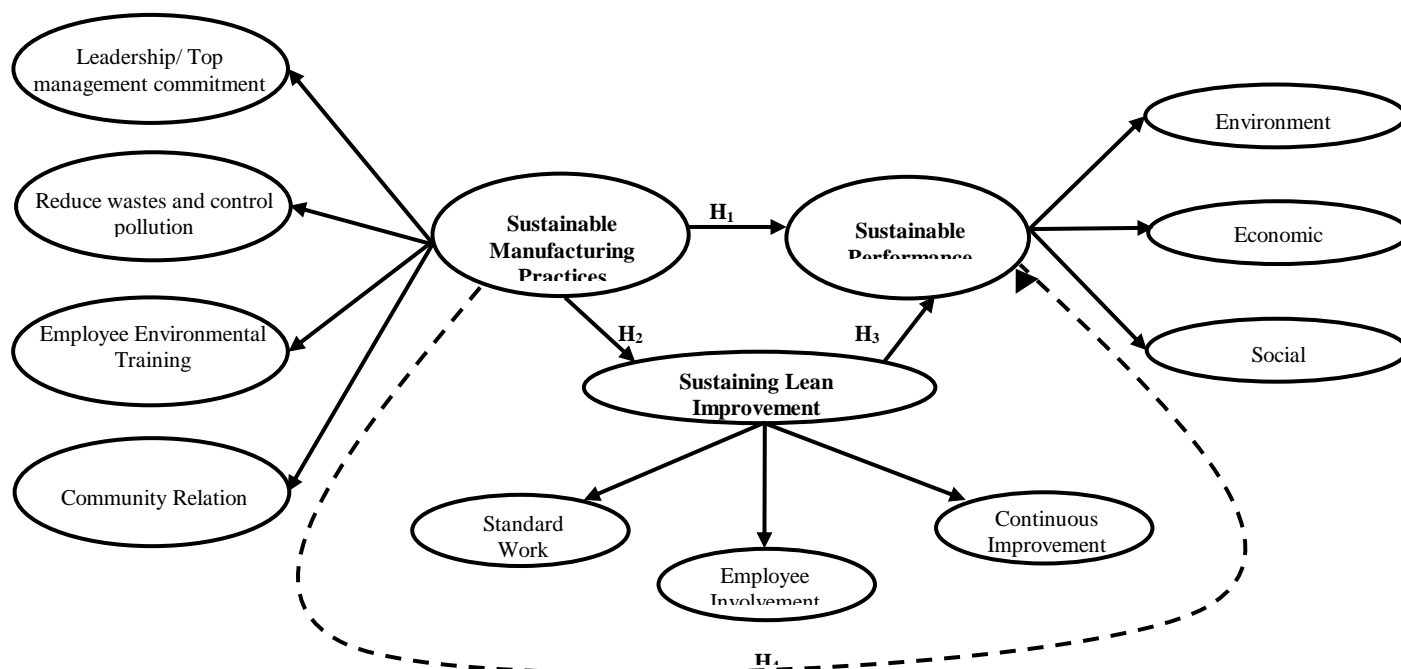 Leadership/ Top
management commitment
Reduce wastes and control
pollution
Employee Environmental
Training
Community Relation
Sustainable
Manufacturing
Practices
H1
Sustainable
Performance
H2
H3
Sustaining Lean
Improvement
Standard
Work
Employee
Involvement
Continuous
Improvement
Environment
Economic
Social
H4